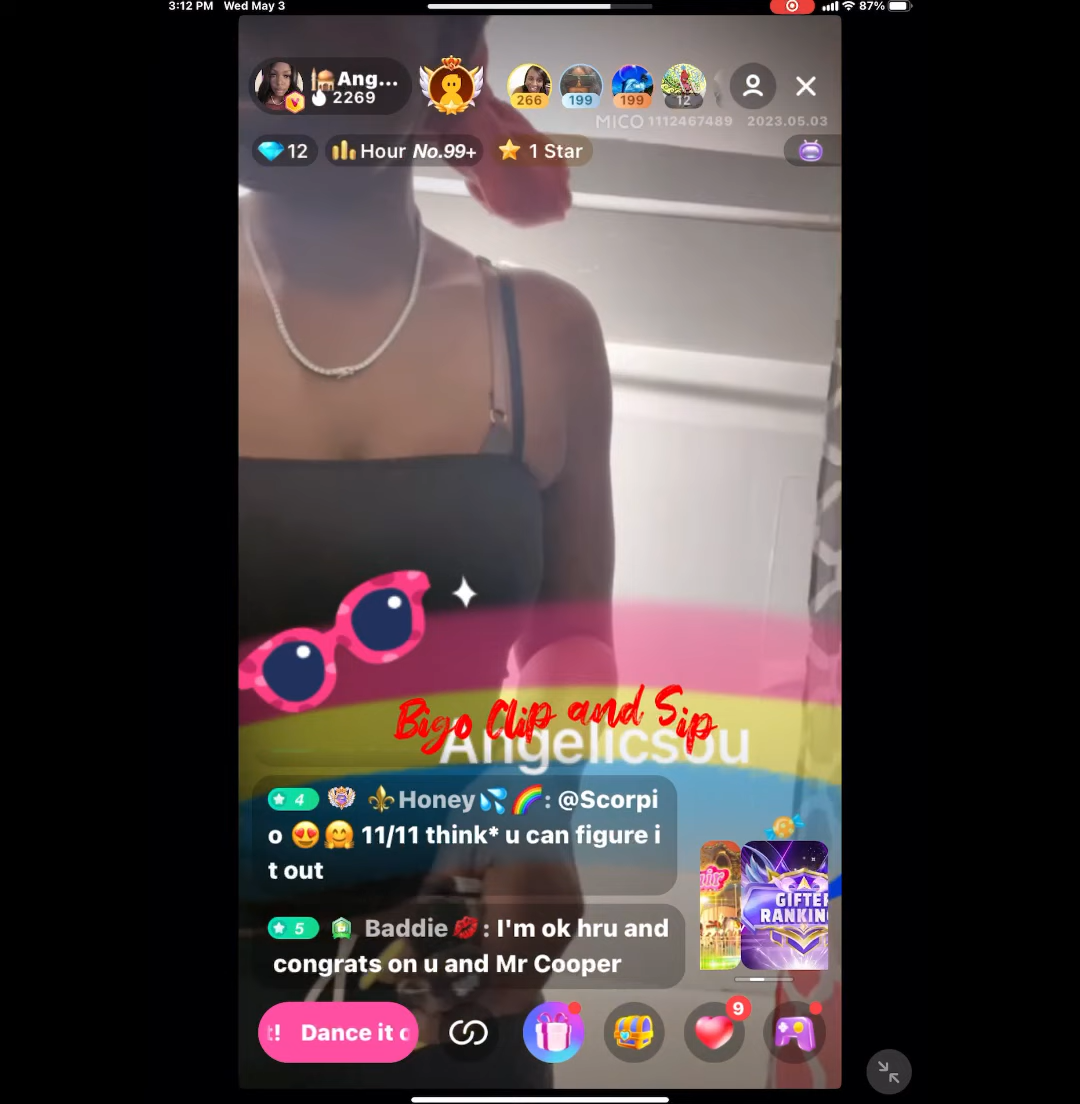 3:12 PM Wed May 3
87%
Ang...
2269
266
199
199
12
MICO 1112467489 2023.05.03
12
Hour No.99+
1 Star
Bigo Clip and Sip
Angelicsou
4 Honey💦🌈: @Scorpi
o 😍🤗 11/11 think* u can figure i
t out
5 Baddie💋: I'm ok hru and
congrats on u and Mr Cooper
GIFTER
RANKIN
! Dance it
9